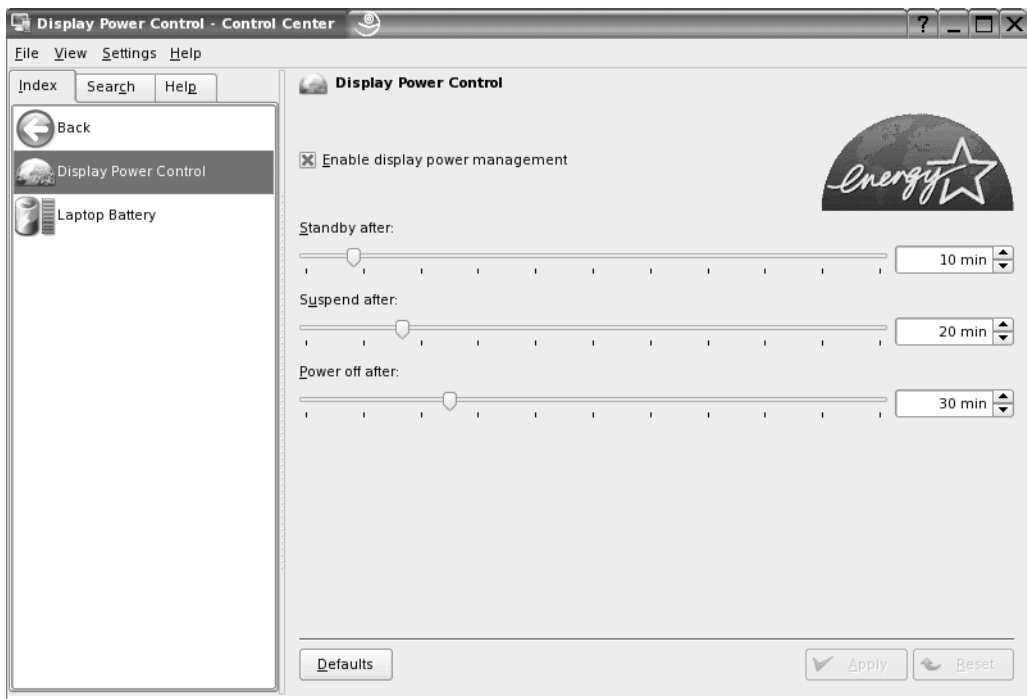 Display Power Control - Control Center
File View Settings Help
Index Search Help
Back
Display Power Control
Laptop Battery
Display Power Control
Enable display power management
energy
Standby after:
10 min
Suspend after:
20 min
Power off after:
30 min
Defaults
Apply
Reset